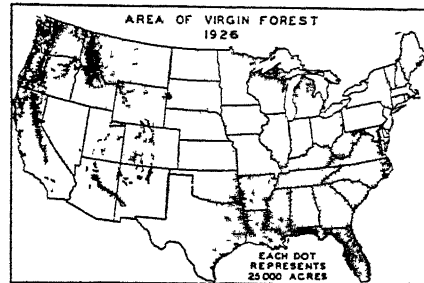 AREA OF VIRGIN FOREST
1926
EACH DOT
REPRESENTS
25000 ACRES